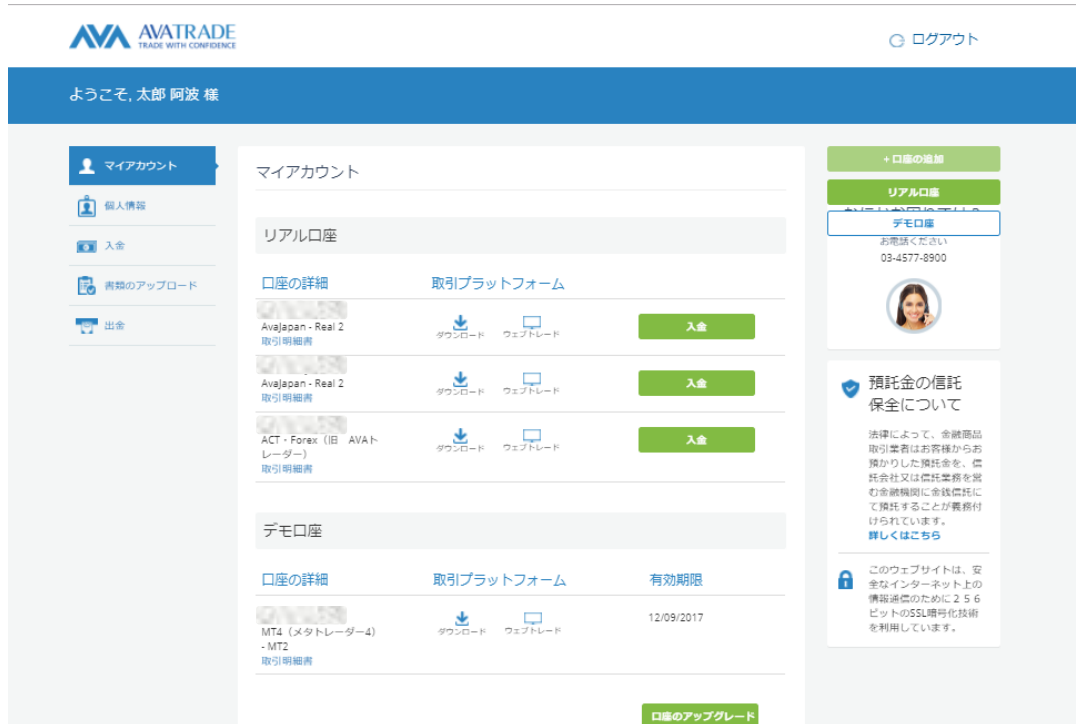 AVA AVATRADE
TRADE WITH CONFIDENCE
ログアウト
ようこそ, 太郎 阿波 様
マイアカウント
個人情報
入金
書類のアップロード
出金
マイアカウント
リアル口座
口座の詳細 取引プラットフォーム
AvaJapan - Real 2
取引明細書
ダウンロード ウェブトレード 入金
AvaJapan - Real 2
取引明細書
ダウンロード ウェブトレード 入金
ACT - Forex（旧 AVAト
レーダー）
取引明細書
ダウンロード ウェブトレード 入金
デモ口座
口座の詳細 取引プラットフォーム 有効期限
MT4（メタトレーダー4）
- MT2
取引明細書
ダウンロード ウェブトレード 12/09/2017
口座のアップグレード
+ 口座の追加
リアル口座
デモ口座
お電話ください
03-4577-8900
預託金の信託
保全について
法律によって、金融商品
取引業者はお客様からお
預かりした預託金を、信
託会社又は信託業務を営
む金融機関に金銭信託に
て預託することが義務付
けられています。
詳しくはこちら
このウェブサイトは、安
全なインターネット上の
情報通信のために２５６
ビットのSSL暗号化技術
を利用しています。